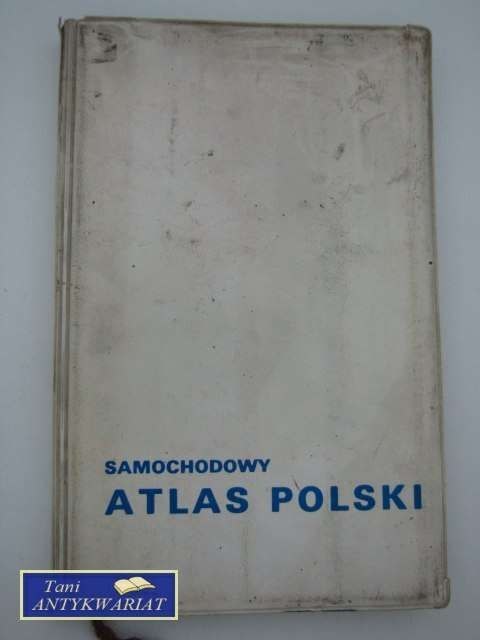 SAMOCHODOWY
ATLAS POLSKI
Tani
ANTYKWARIAT